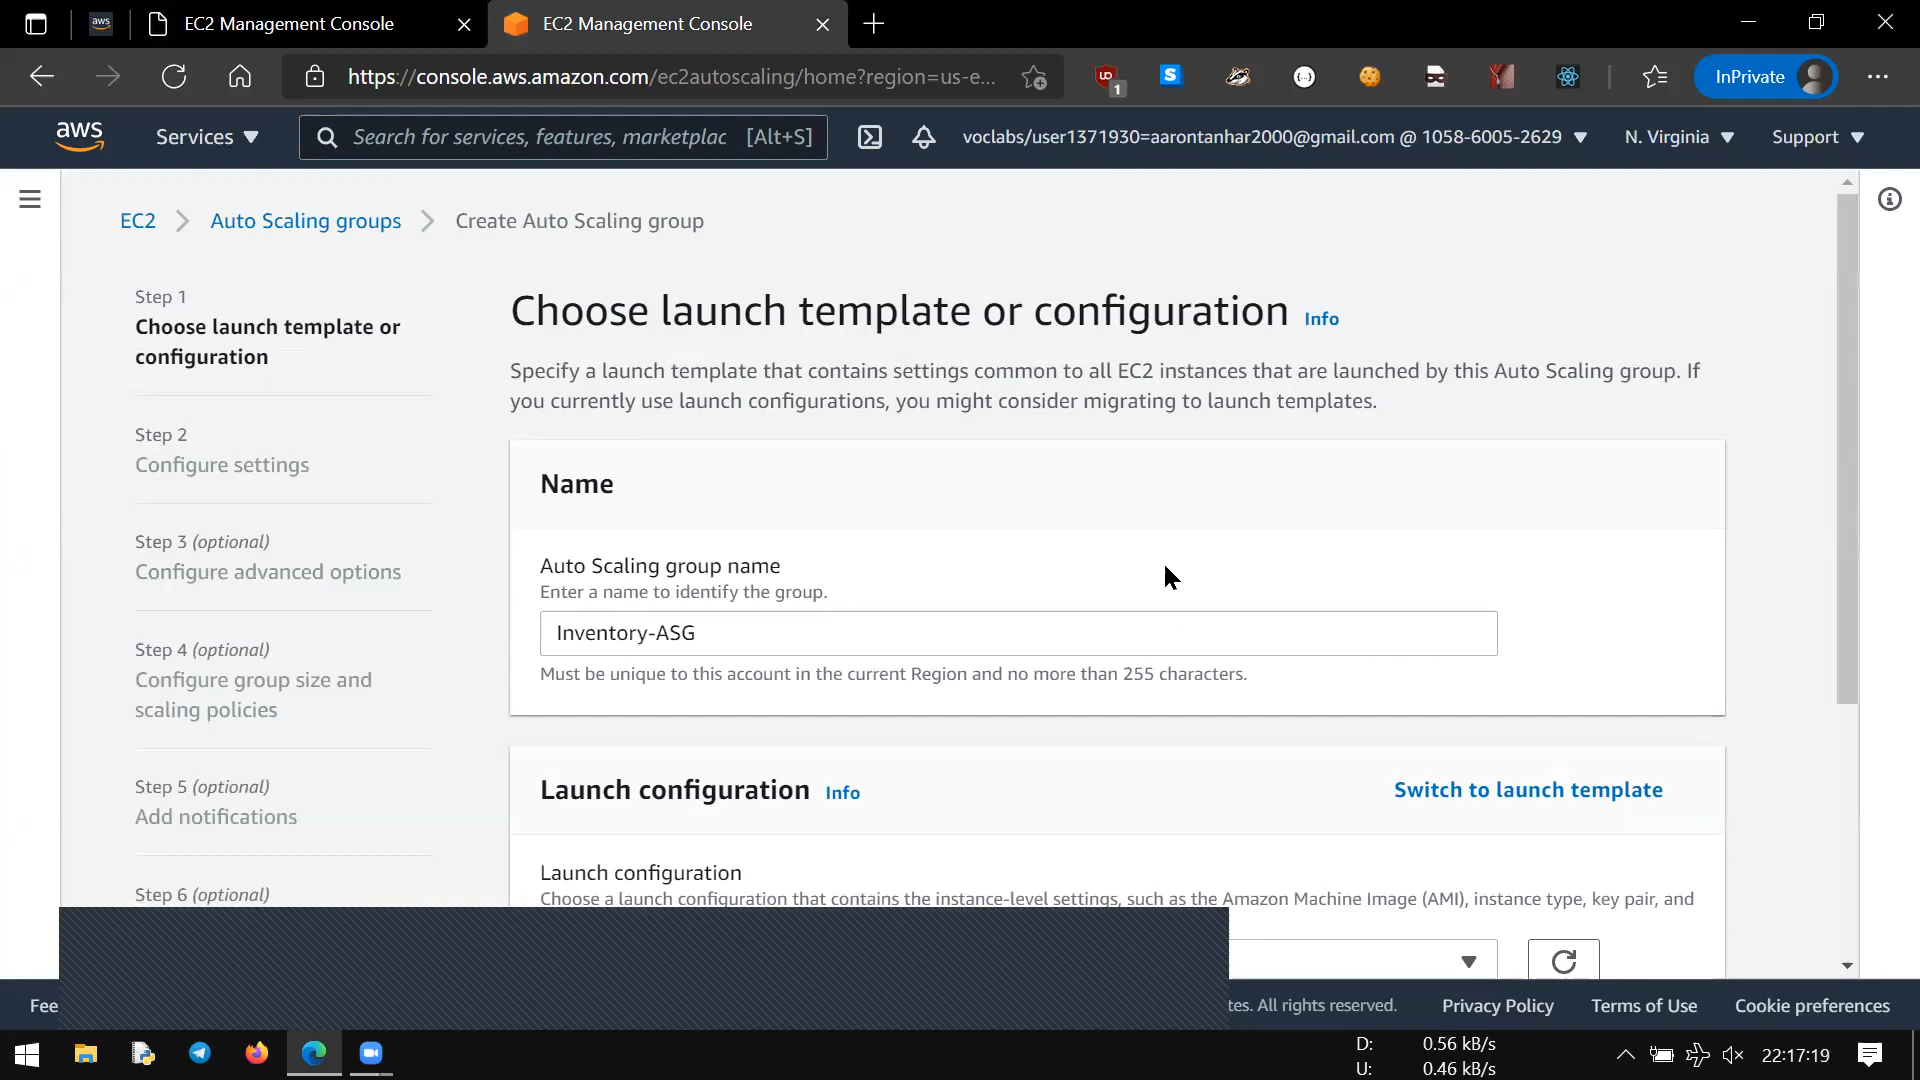 EC2 Management Console
EC2 Management Console
https://console.aws.amazon.com/ec2autoscaling/home?region=us-e...
1
InPrivate
aws
Services
Search for services, features, marketplac [Alt+S]
voclabs/user1371930=aarontanhar2000@gmail.com @ 1058-6005-2629
N. Virginia
Support
EC2
Auto Scaling groups
Create Auto Scaling group
Step 1
Choose launch template or
configuration
Step 2
Configure settings
Step 3 (optional)
Configure advanced options
Step 4 (optional)
Configure group size and
scaling policies
Step 5 (optional)
Add notifications
Step 6 (optional)
Choose launch template or configuration Info
Specify a launch template that contains settings common to all EC2 instances that are launched by this Auto Scaling group. If
you currently use launch configurations, you might consider migrating to launch templates.
Name
Auto Scaling group name
Enter a name to identify the group.
Inventory-ASG
Must be unique to this account in the current Region and no more than 255 characters.
Launch configuration Info
Switch to launch template
Launch configuration
Choose a launch configuration that contains the instance-level settings, such as the Amazon Machine Image (AMI), instance type, key pair, and
Fee
tes. All rights reserved.
Privacy Policy
Terms of Use
Cookie preferences
D: 0.56 kB/s
U: 0.46 kB/s
22:17:19